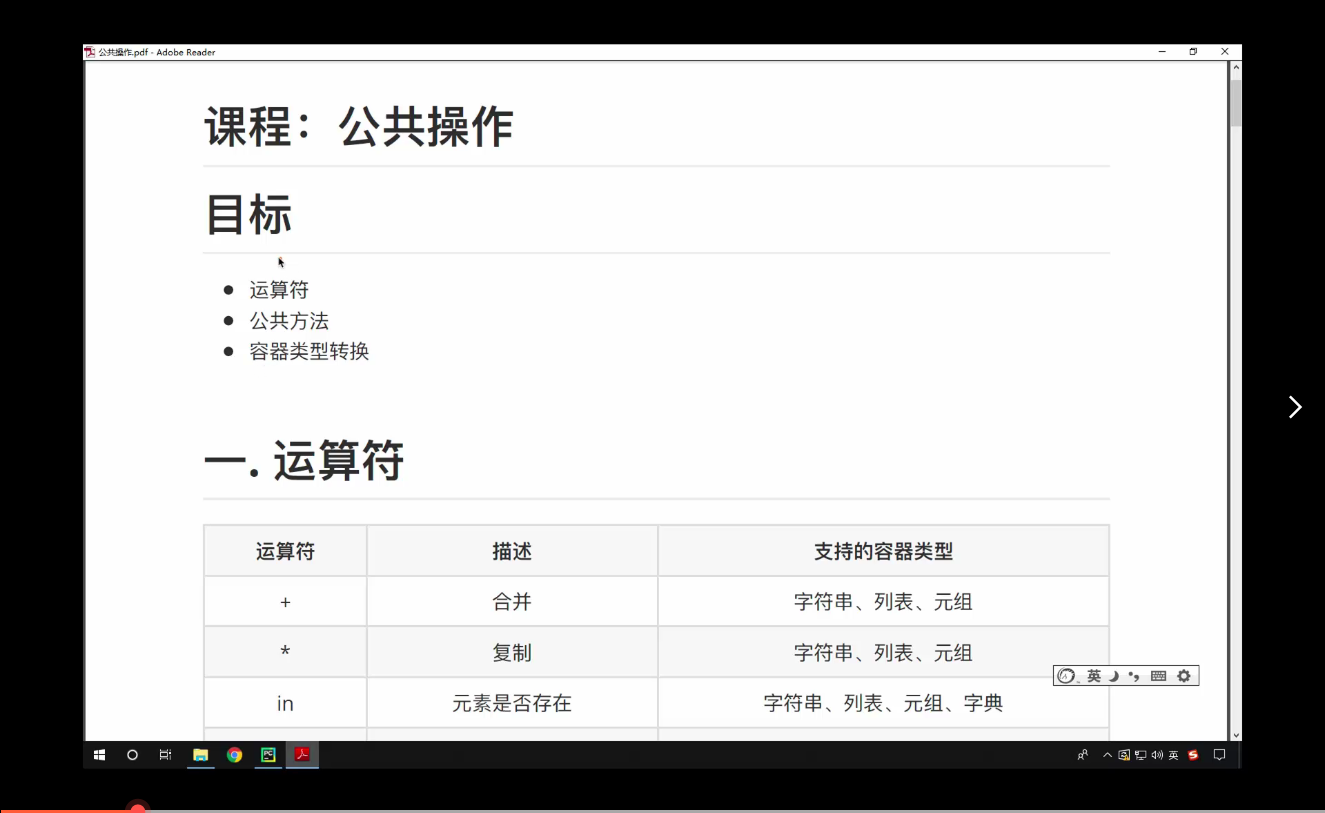 公共操作.pdf - Adobe Reader
课程：公共操作
目标
运算符
公共方法
容器类型转换
一. 运算符
运算符 描述 支持的容器类型
+ 合并 字符串、列表、元组
* 复制 字符串、列表、元组
in 元素是否存在 字符串、列表、元组、字典
英
英